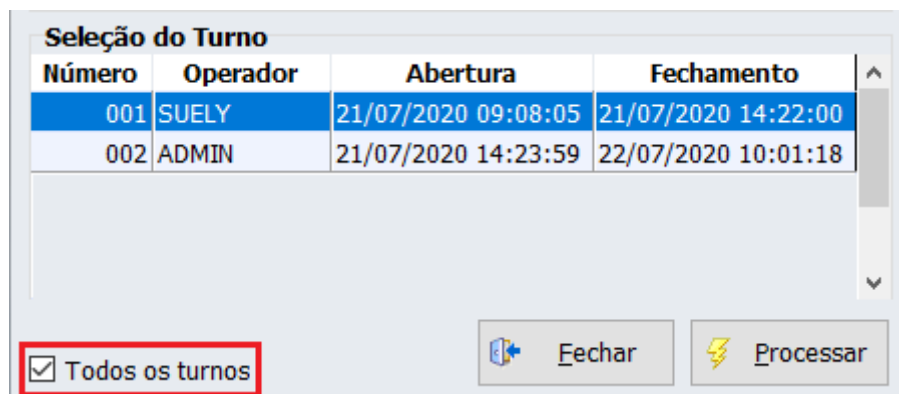 Seleção do Turno
Número Operador Abertura Fechamento
001 SUELY 21/07/2020 09:08:05 21/07/2020 14:22:00
002 ADMIN 21/07/2020 14:23:59 22/07/2020 10:01:18
Todos os turnos Fechar Processar